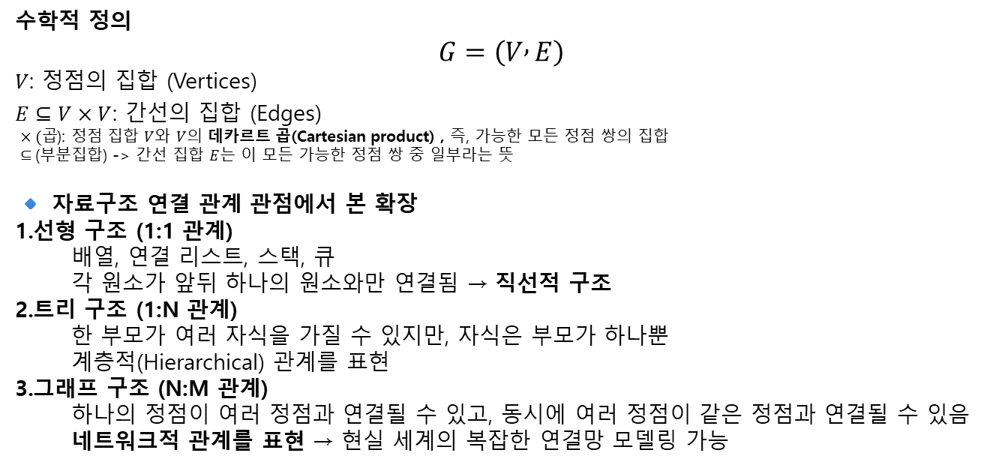 수학적 정의
G = (V, E)
V: 정점의 집합 (Vertices)
E ⊆ V × V: 간선의 집합 (Edges)
× (곱): 정점 집합 V와 V의 데카르트 곱(Cartesian product) , 즉, 가능한 모든 정점 쌍의 집합
⊆ (부분집합) -> 간선 집합 E는 이 모든 가능한 정점 쌍 중 일부라는 뜻
🔹 자료구조 연결 관계 관점에서 본 확장
1.선형 구조 (1:1 관계)
배열, 연결 리스트, 스택, 큐
각 원소가 앞뒤 하나의 원소와만 연결됨 → 직선적 구조
2.트리 구조 (1:N 관계)
한 부모가 여러 자식을 가질 수 있지만, 자식은 부모가 하나뿐
계층적(Hierarchical) 관계를 표현
3.그래프 구조 (N:M 관계)
하나의 정점이 여러 정점과 연결될 수 있고, 동시에 여러 정점이 같은 정점과 연결될 수 있음
네트워크적 관계를 표현 → 현실 세계의 복잡한 연결망 모델링 가능